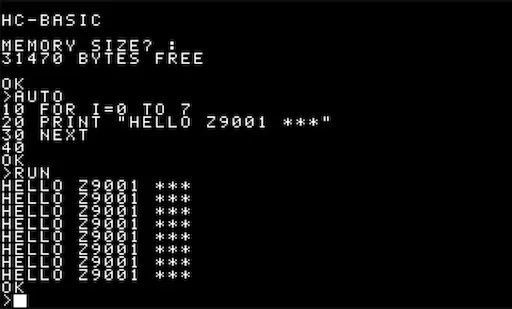 HC-BASIC
MEMORY SIZE? :
31470 BYTES FREE
OK
>AUTO
10 FOR I=0 TO 7
20 PRINT "HELLO Z9001 ***"
30 NEXT
40
OK
>RUN
HELLO Z9001 ***
HELLO Z9001 ***
HELLO Z9001 ***
HELLO Z9001 ***
HELLO Z9001 ***
HELLO Z9001 ***
HELLO Z9001 ***
HELLO Z9001 ***
OK
>